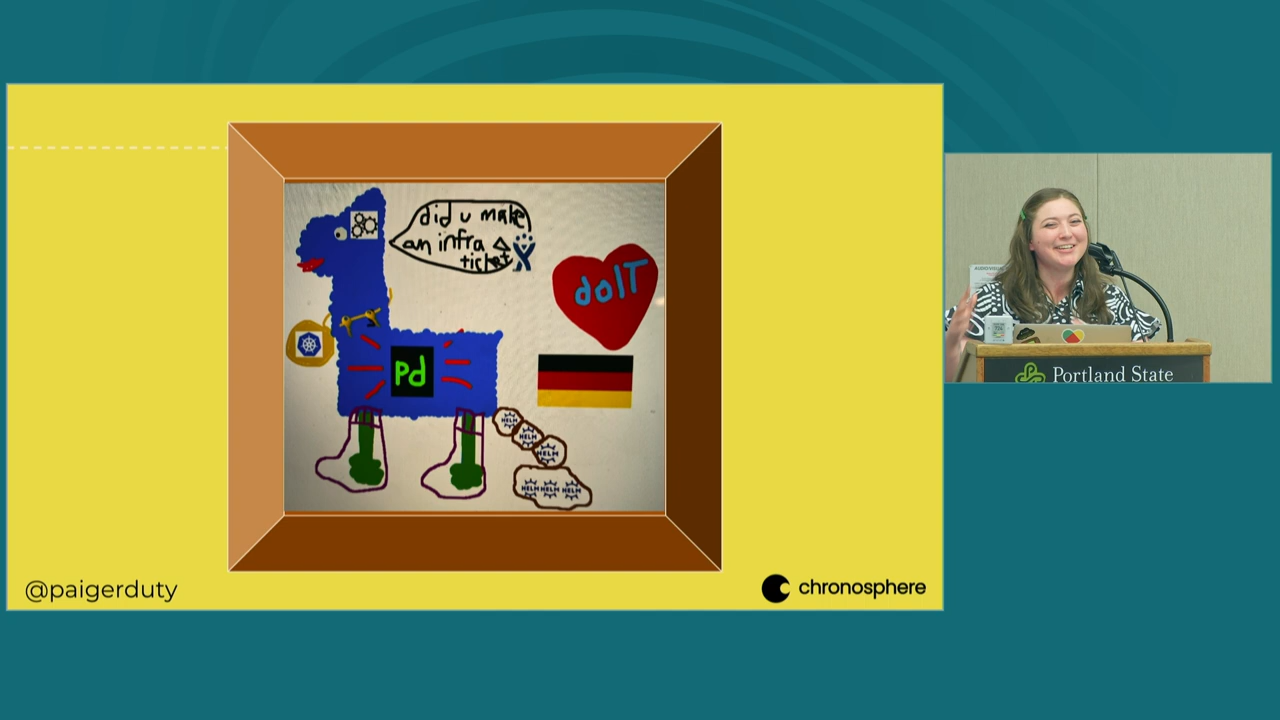 did u make
an infra
ticket
doIT
Pd
HELM
HELM
HELM
HELM HELM HELM
@paigerduty
chronosphere
Portland State